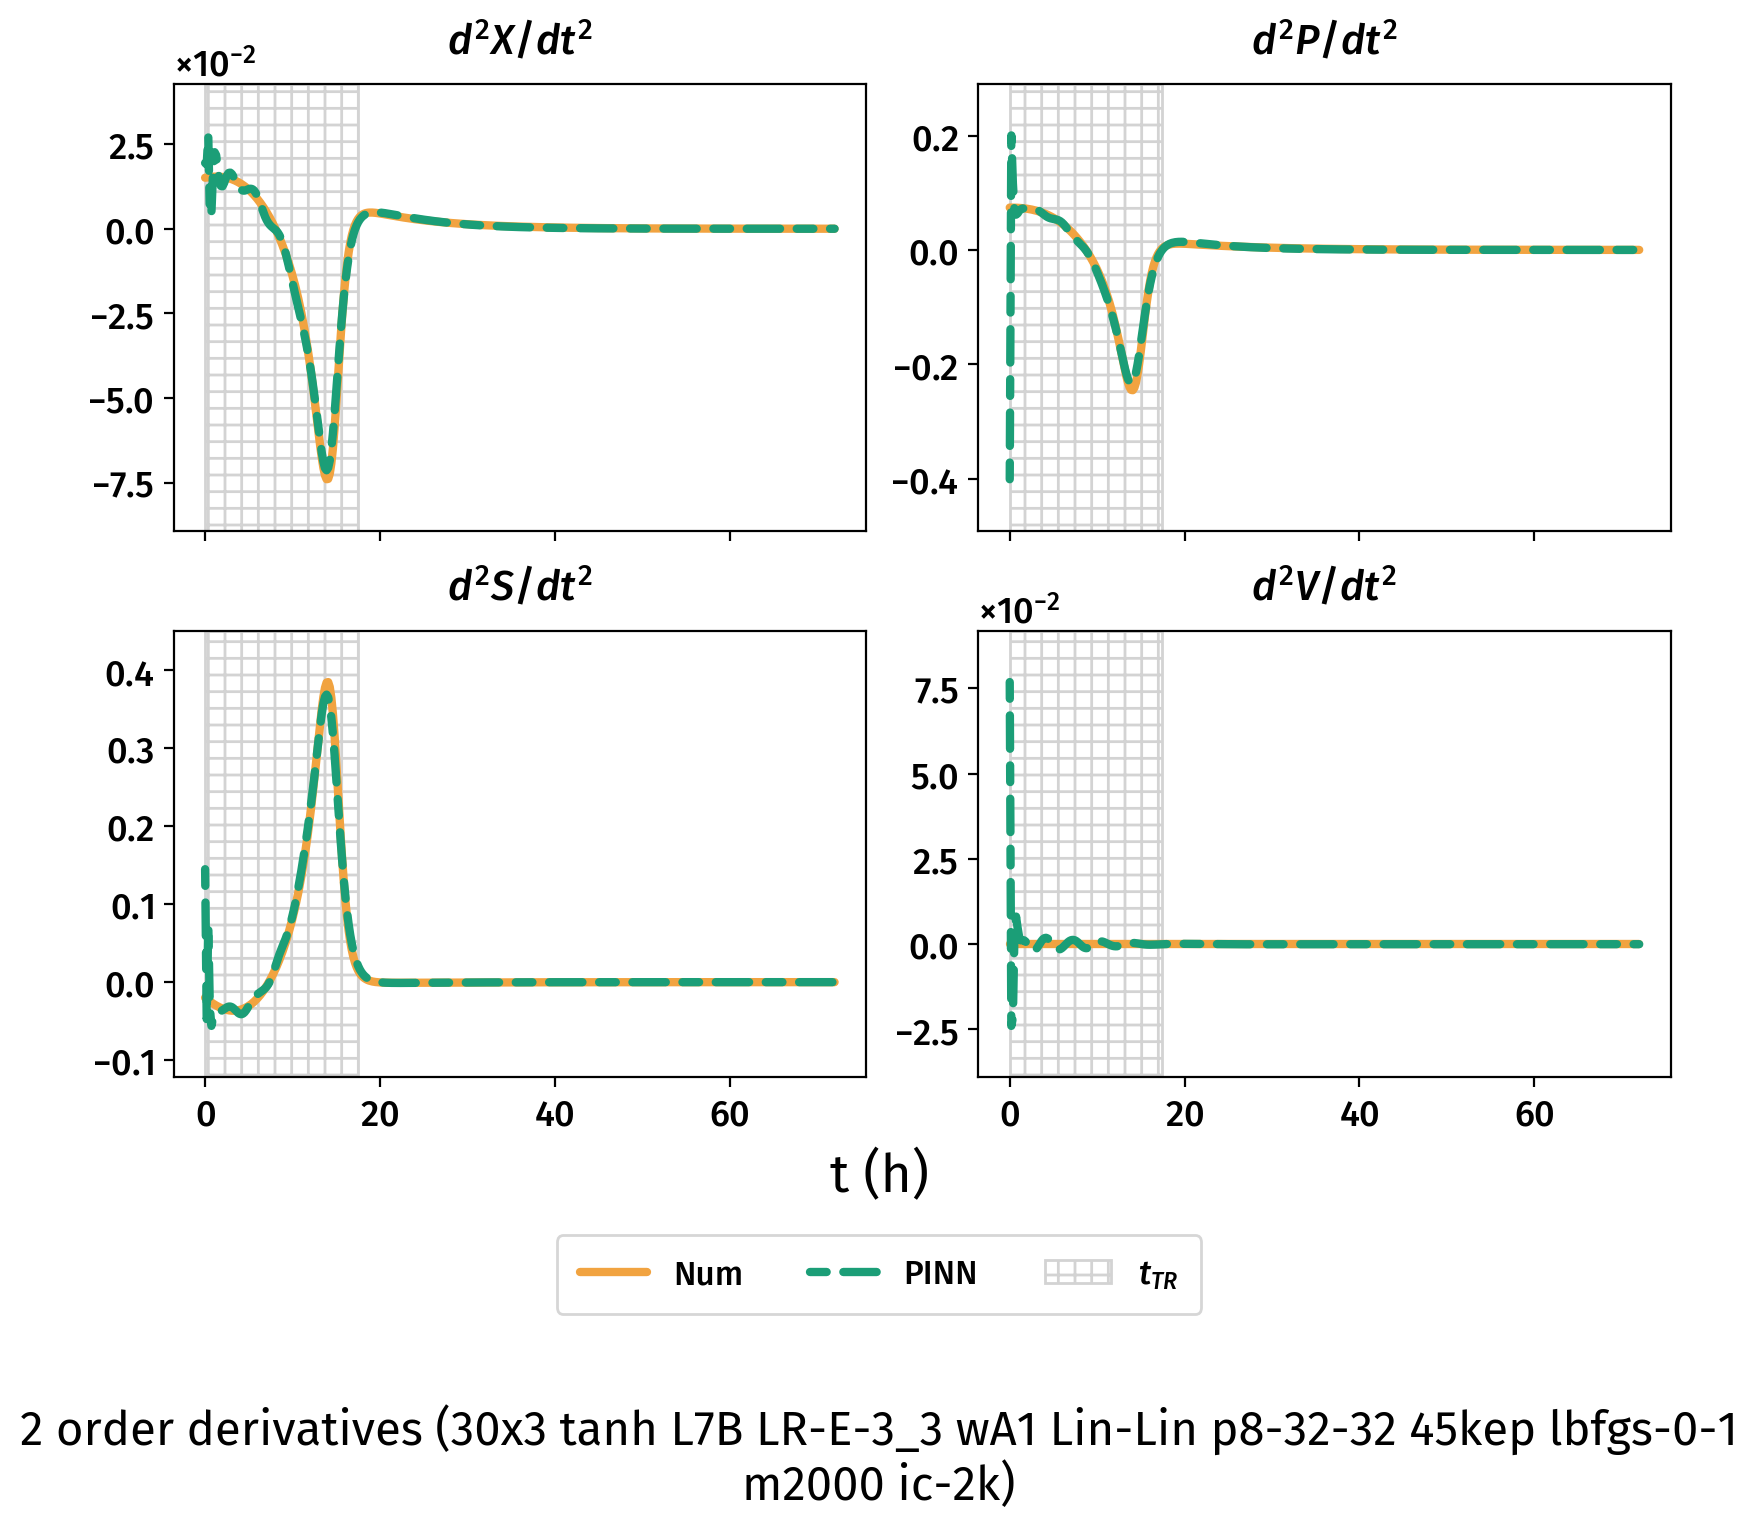 d²X/dt²
d²P/dt²
×10⁻²
2.5
0.0
−2.5
−5.0
−7.5
0.2
0.0
−0.2
−0.4
d²S/dt²
d²V/dt²
×10⁻²
0.4
0.3
0.2
0.1
0.0
−0.1
7.5
5.0
2.5
0.0
−2.5
0 20 40 60
0 20 40 60
t (h)
Num PINN t_TR
2 order derivatives (30x3 tanh L7B LR-E-3_3 wA1 Lin-Lin p8-32-32 45kep lbfgs-0-1
m2000 ic-2k)